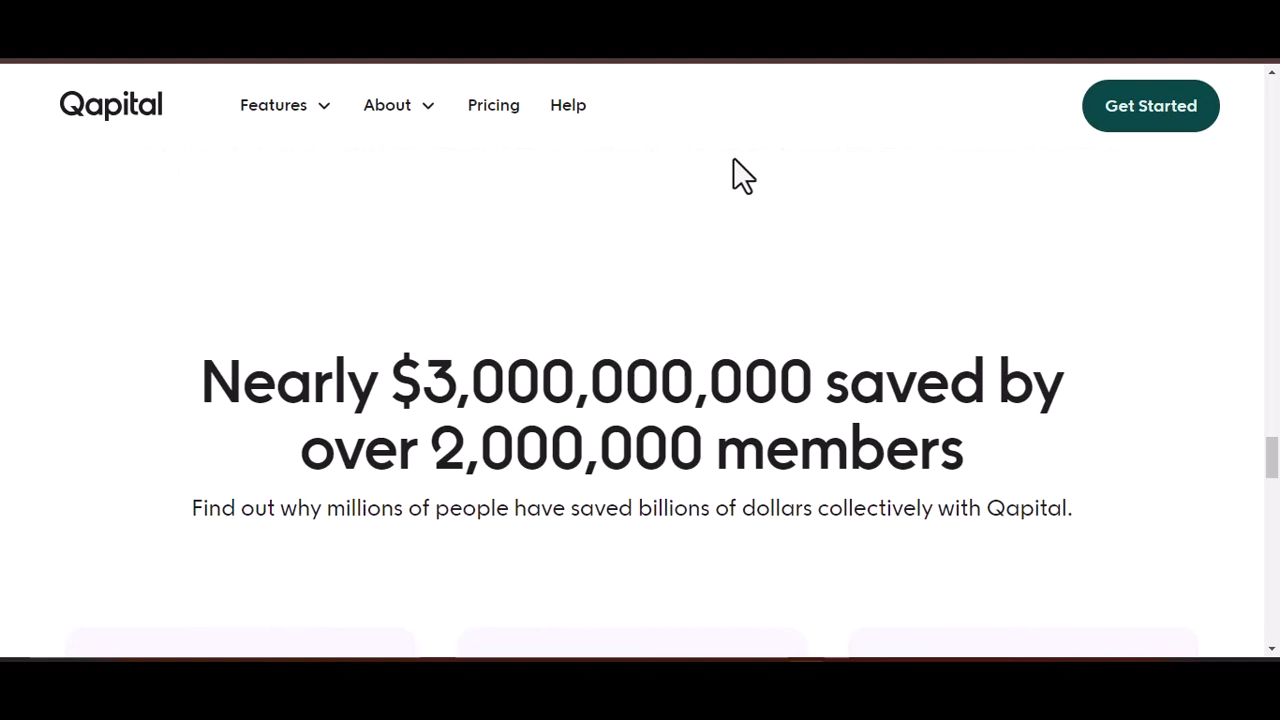 Qapital
Features
About
Pricing
Help
Get Started
Nearly $3,000,000,000 saved by
over 2,000,000 members
Find out why millions of people have saved billions of dollars collectively with Qapital.